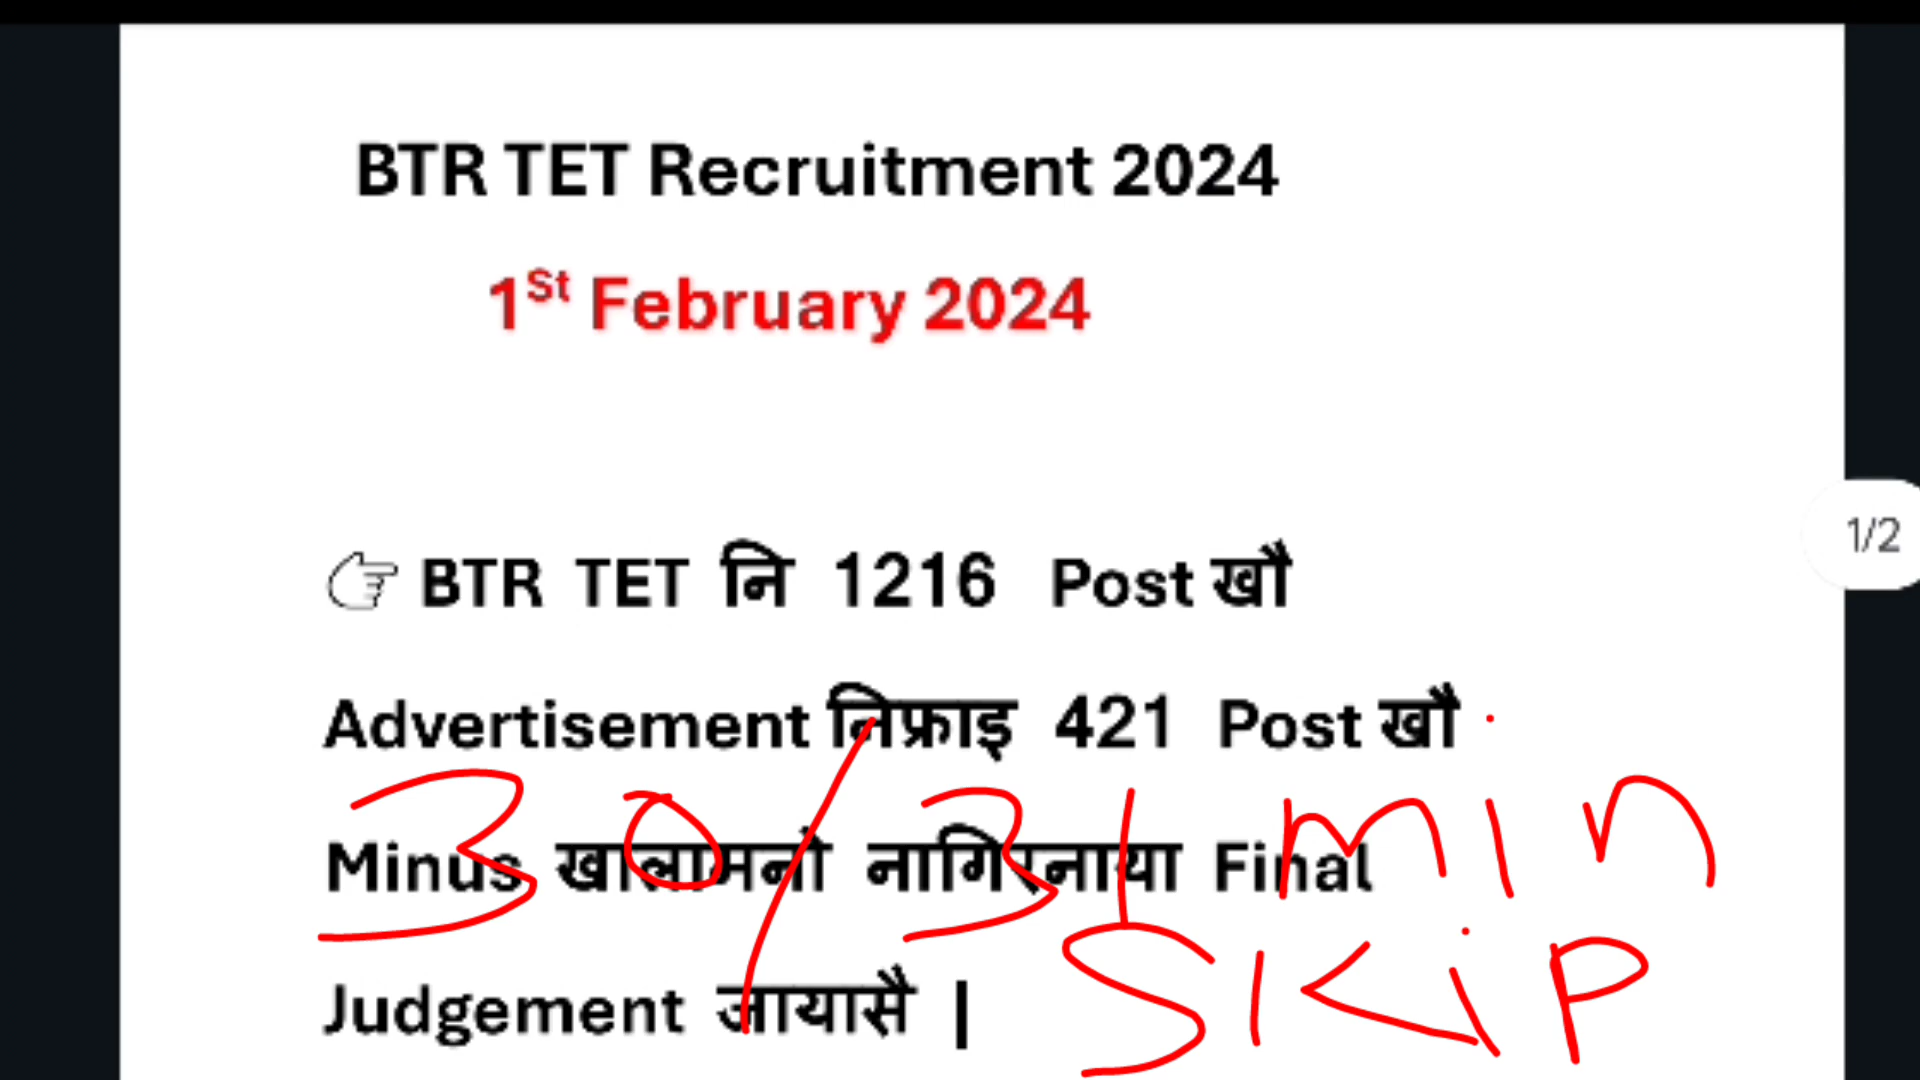 BTR TET Recruitment 2024
1St February 2024
👉 BTR TET नि 1216 Post खौ
Advertisement निफ्राइ 421 Post खौ
Minus खालामनो नागिरनाया Final
30/31 min
Judgement आयासै |
SKiP
1/2